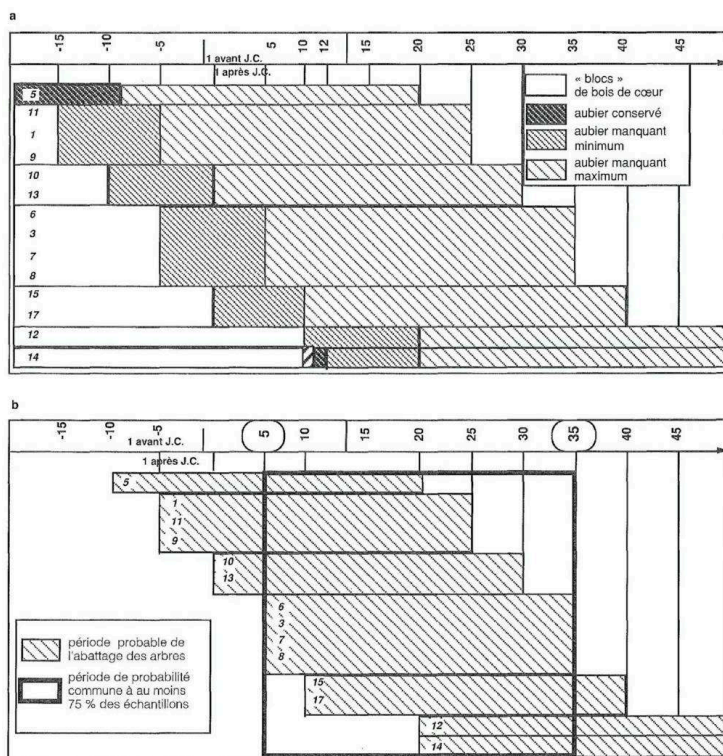 a
-15 -10 -5 5 10 12 20 30 35 40 45
1 avant J.C.
1 après J.C.
5
11
1
9
10
13
6
3
7
8
15
17
12
14
« blocs »
de bois de cœur
aubier conservé
aubier manquant
minimum
aubier manquant
maximum
b
-15 -10 -5 5 10 20 25 30 35 40 45
1 avant J.C.
1 après J.C.
5
1
11
9
10
13
6
3
7
8
15
17
12
14
période probable de
l'abattage des arbres
période de probabilité
commune à au moins
75 % des échantillons